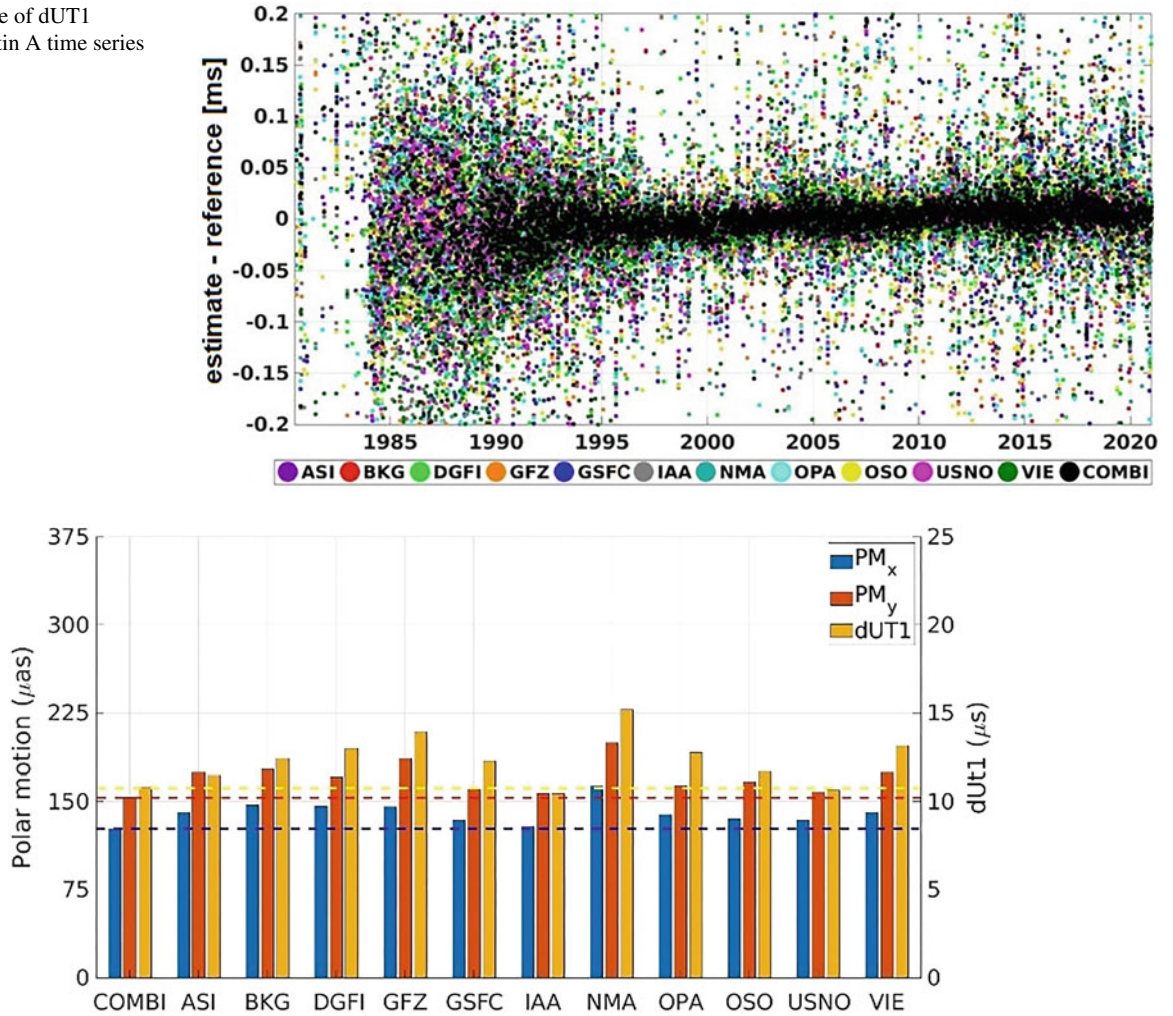 e of dUT1
tin A time series
estimate - reference [ms]
0.2
0.15
0.1
0.05
0
-0.05
-0.1
-0.15
-0.2
1985 1990 1995 2000 2005 2010 2015 2020
ASI BKG DGFI GFZ GSFC IAA NMA OPA OSO USNO VIE COMBI
Polar motion (μas)
375
300
225
150
75
0
PMx
PMy
dUT1
25
20
15
10
5
0
dUt1 (μs)
COMBI ASI BKG DGFI GFZ GSFC IAA NMA OPA OSO USNO VIE